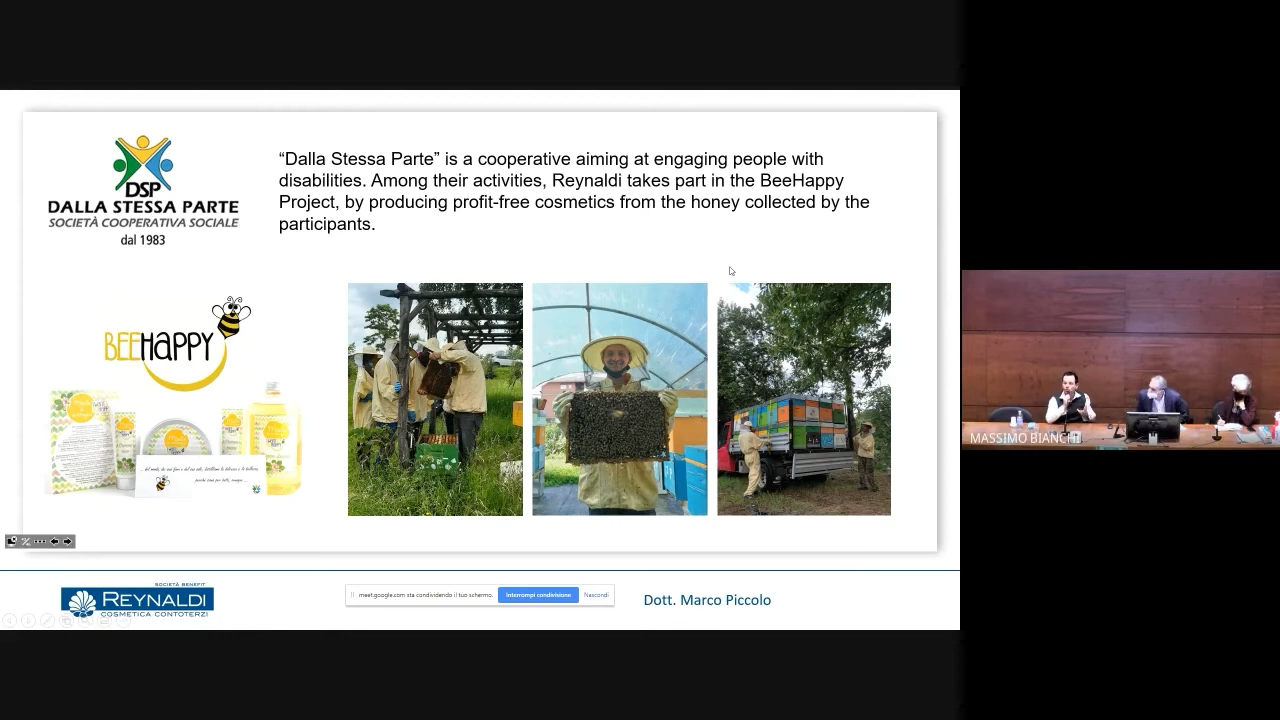 DSP
DALLA STESSA PARTE
SOCIETÀ COOPERATIVA SOCIALE
dal 1983
“Dalla Stessa Parte” is a cooperative aiming at engaging people with
disabilities. Among their activities, Reynaldi takes part in the BeeHappy
Project, by producing profit-free cosmetics from the honey collected by the
participants.
BEEHAPPY
MASSIMO BIANCHI
SOCIETÀ BENEFIT
REYNALDI
COSMETICA CONTOTERZI
meet.google.com sta condividendo il tuo schermo.
Interrompi condivisione
Nascondi
Dott. Marco Piccolo